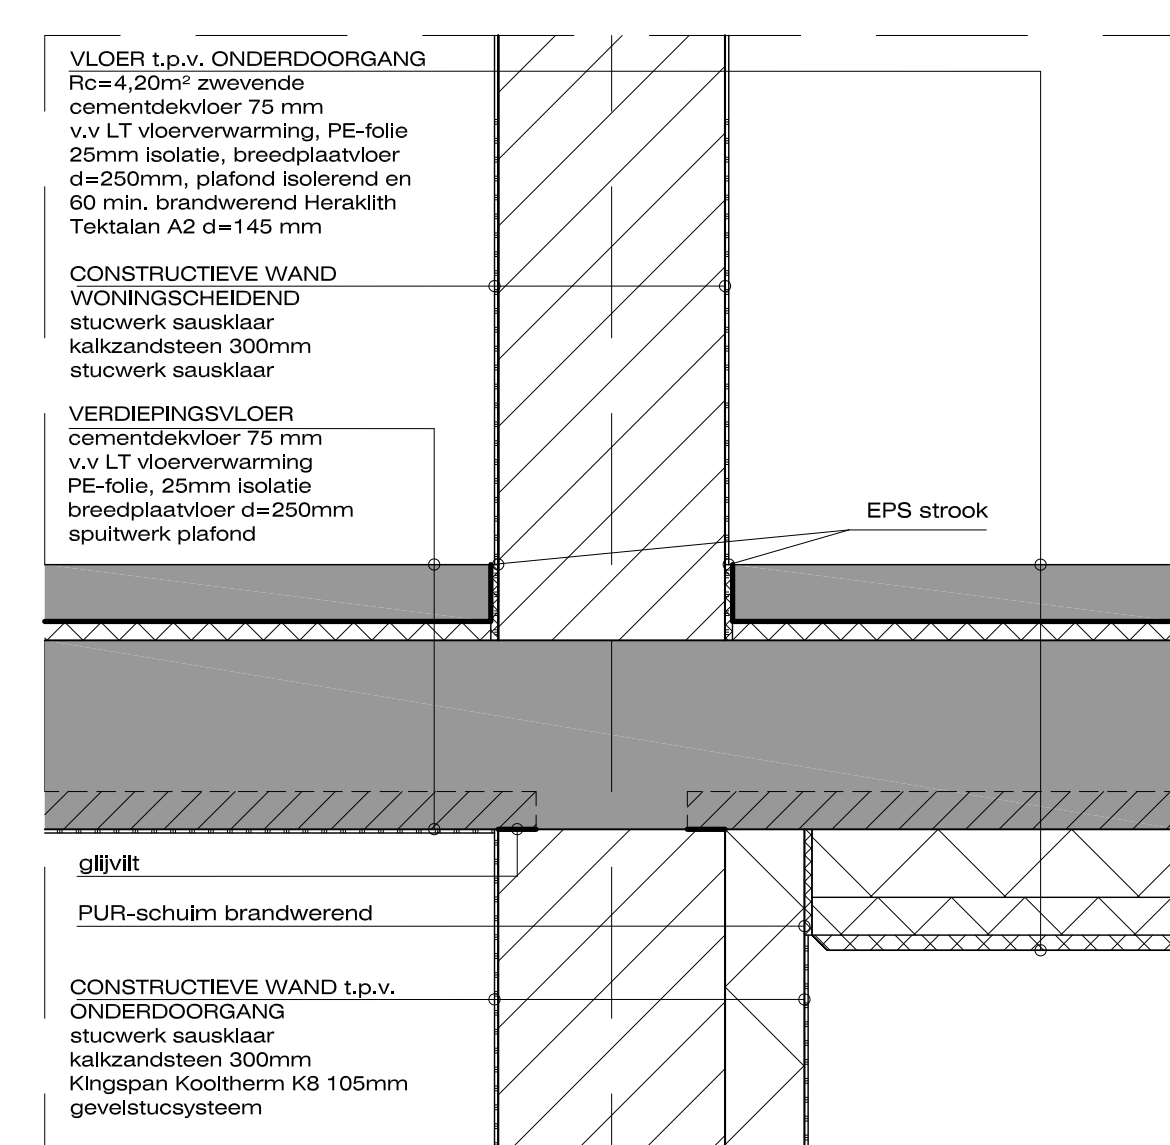 VLOER t.p.v. ONDERDOORGANG
Rc=4,20m² zwevende
cementdekvloer 75 mm
v.v LT vloerverwarming, PE-folie
25mm isolatie, breedplaatvloer
d=250mm, plafond isolerend en
60 min. brandwerend Heraklith
Tektalan A2 d=145 mm
CONSTRUCTIEVE WAND
WONINGSCHEIDEND
stucwerk sausklaar
kalkzandsteen 300mm
stucwerk sausklaar
VERDIEPINGSVLOER
cementdekvloer 75 mm
v.v LT vloerverwarming
PE-folie, 25mm isolatie
breedplaatvloer d=250mm
spuitwerk plafond
EPS strook
glijvilt
PUR-schuim brandwerend
CONSTRUCTIEVE WAND t.p.v.
ONDERDOORGANG
stucwerk sausklaar
kalkzandsteen 300mm
KIngspan Kooltherm K8 105mm
gevelstucsysteem